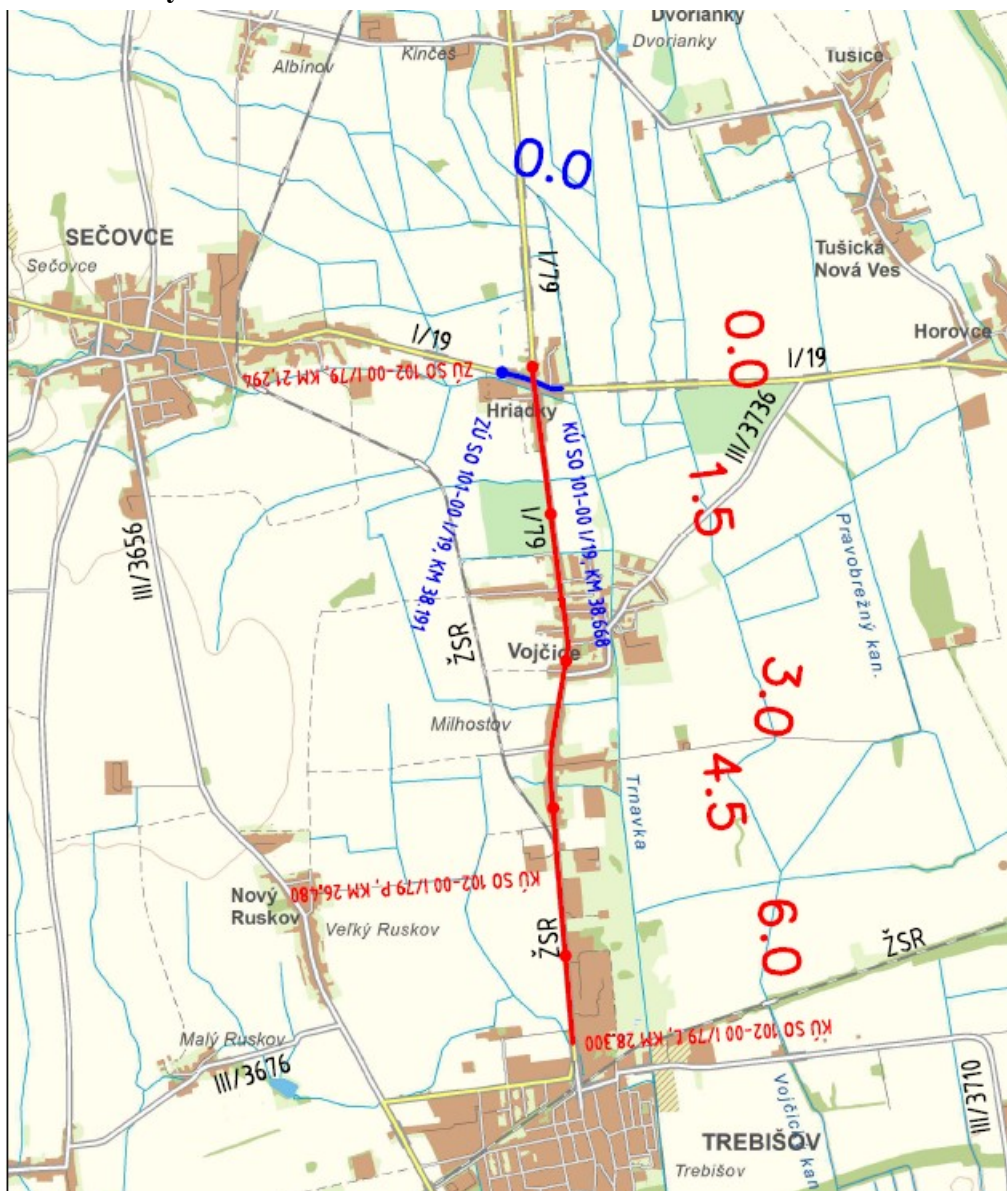 Dvorianky
Dvorianky
Kinčeš
Albínov
Tušice
0.0
SEČOVCE
Sečovce
I/79
Tušická
Nová Ves
I/19
Horovce
I/19
0.0
ZÚ SO 102-00 I/79, KM 21,294
Hriadky
III/3736
ZÚ SO 101-00 I/19, KM 38.191
KÚ SO 101-00 I/19, KM 38.668
1.5
I/79
III/3656
Pravobrežný kan.
ŽSR
Vojčice
3.0
Milhostov
4.5
Trnavka
KÚ SO 102-00 I/79 P, KM 26,480
Nový
Ruskov
Veľký Ruskov
6.0
ŽSR
ŽSR
KÚ SO 102-00 I/79 Ľ, KM 28.300
Malý Ruskov
III/3676
III/3710
Vojčický kan.
TREBIŠOV
Trebišov